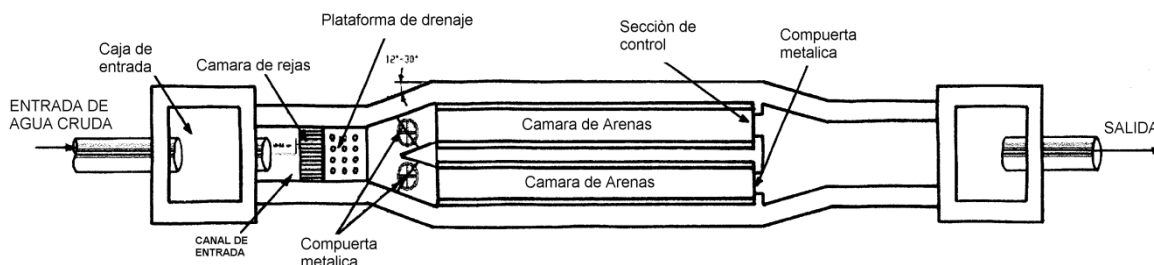 Plataforma de drenaje
Sección de
control
Compuerta
metalica
Caja de
entrada
Camara de rejas
12°-30°
ENTRADA DE
AGUA CRUDA
Camara de Arenas
SALIDA
Camara de Arenas
CANAL DE
ENTRADA
Compuerta
metalica